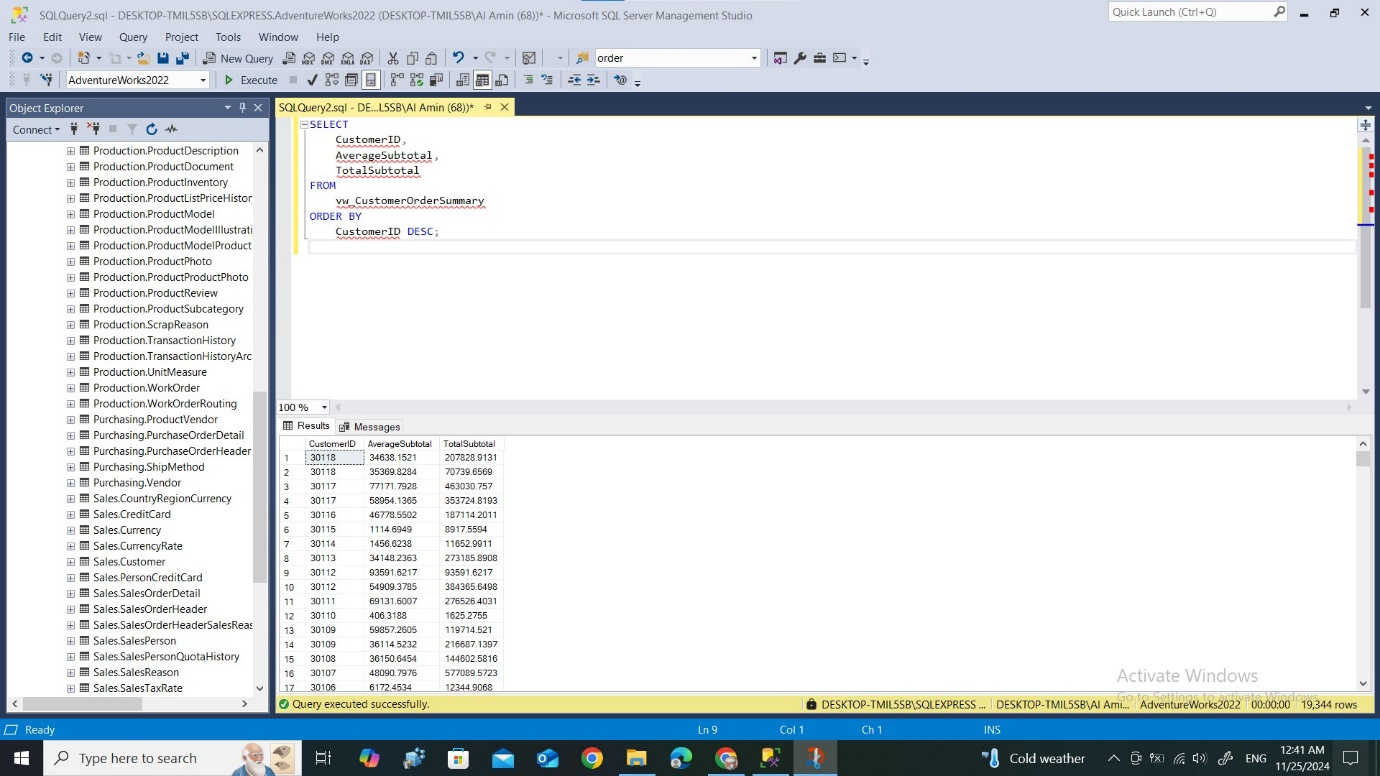 SQLQuery2.sql - DESKTOP-TMIL5SB\SQLEXPRESS.AdventureWorks2022 (DESKTOP-TMIL5SB\Al Amin (68))* - Microsoft SQL Server Management Studio
Quick Launch (Ctrl+Q)
File Edit View Query Project Tools Window Help
New Query
order
AdventureWorks2022
Execute
Object Explorer
Connect
Production.ProductDescription
Production.ProductDocument
Production.ProductInventory
Production.ProductListPriceHistor
Production.ProductModel
Production.ProductModelIllustrati
Production.ProductModelProduct
Production.ProductPhoto
Production.ProductProductPhoto
Production.ProductReview
Production.ProductSubcategory
Production.ScrapReason
Production.TransactionHistory
Production.TransactionHistoryArc
Production.UnitMeasure
Production.WorkOrder
Production.WorkOrderRouting
Purchasing.ProductVendor
Purchasing.PurchaseOrderDetail
Purchasing.PurchaseOrderHeader
Purchasing.ShipMethod
Purchasing.Vendor
Sales.CountryRegionCurrency
Sales.CreditCard
Sales.Currency
Sales.CurrencyRate
Sales.Customer
Sales.PersonCreditCard
Sales.SalesOrderDetail
Sales.SalesOrderHeader
Sales.SalesOrderHeaderSalesReas
Sales.SalesPerson
Sales.SalesPersonQuotaHistory
Sales.SalesReason
Sales.SalesTaxRate
SQLQuery2.sql - DE...L5SB\Al Amin (68))*
SELECT
CustomerID,
AverageSubtotal,
TotalSubtotal
FROM
vw_CustomerOrderSummary
ORDER BY
CustomerID DESC;
100 %
Results Messages
CustomerID AverageSubtotal TotalSubtotal
1 30118 34638.1521 207828.9131
2 30118 35369.8284 70739.6569
3 30117 77171.7928 463030.757
4 30117 58954.1365 353724.8193
5 30116 46778.5502 187114.2011
6 30115 1114.6949 8917.5594
7 30114 1456.6238 11652.9911
8 30113 34148.2363 273185.8908
9 30112 93591.6217 93591.6217
10 30112 54909.3785 384365.6498
11 30111 69131.6007 276526.4031
12 30110 406.3188 1625.2755
13 30109 59857.2605 119714.521
14 30109 36114.5232 216687.1397
15 30108 36150.6454 144602.5816
16 30107 48090.7976 577089.5723
17 30106 6172.4534 12344.9068
Activate Windows
Go to Settings to activate Windows.
Query executed successfully.
DESKTOP-TMIL5SB\SQLEXPRESS ... DESKTOP-TMIL5SB\Al Ami... AdventureWorks2022 00:00:00 19,344 rows
Ready Ln 9 Col 1 Ch 1 INS
Type here to search
Cold weather
ENG
12:41 AM
11/25/2024